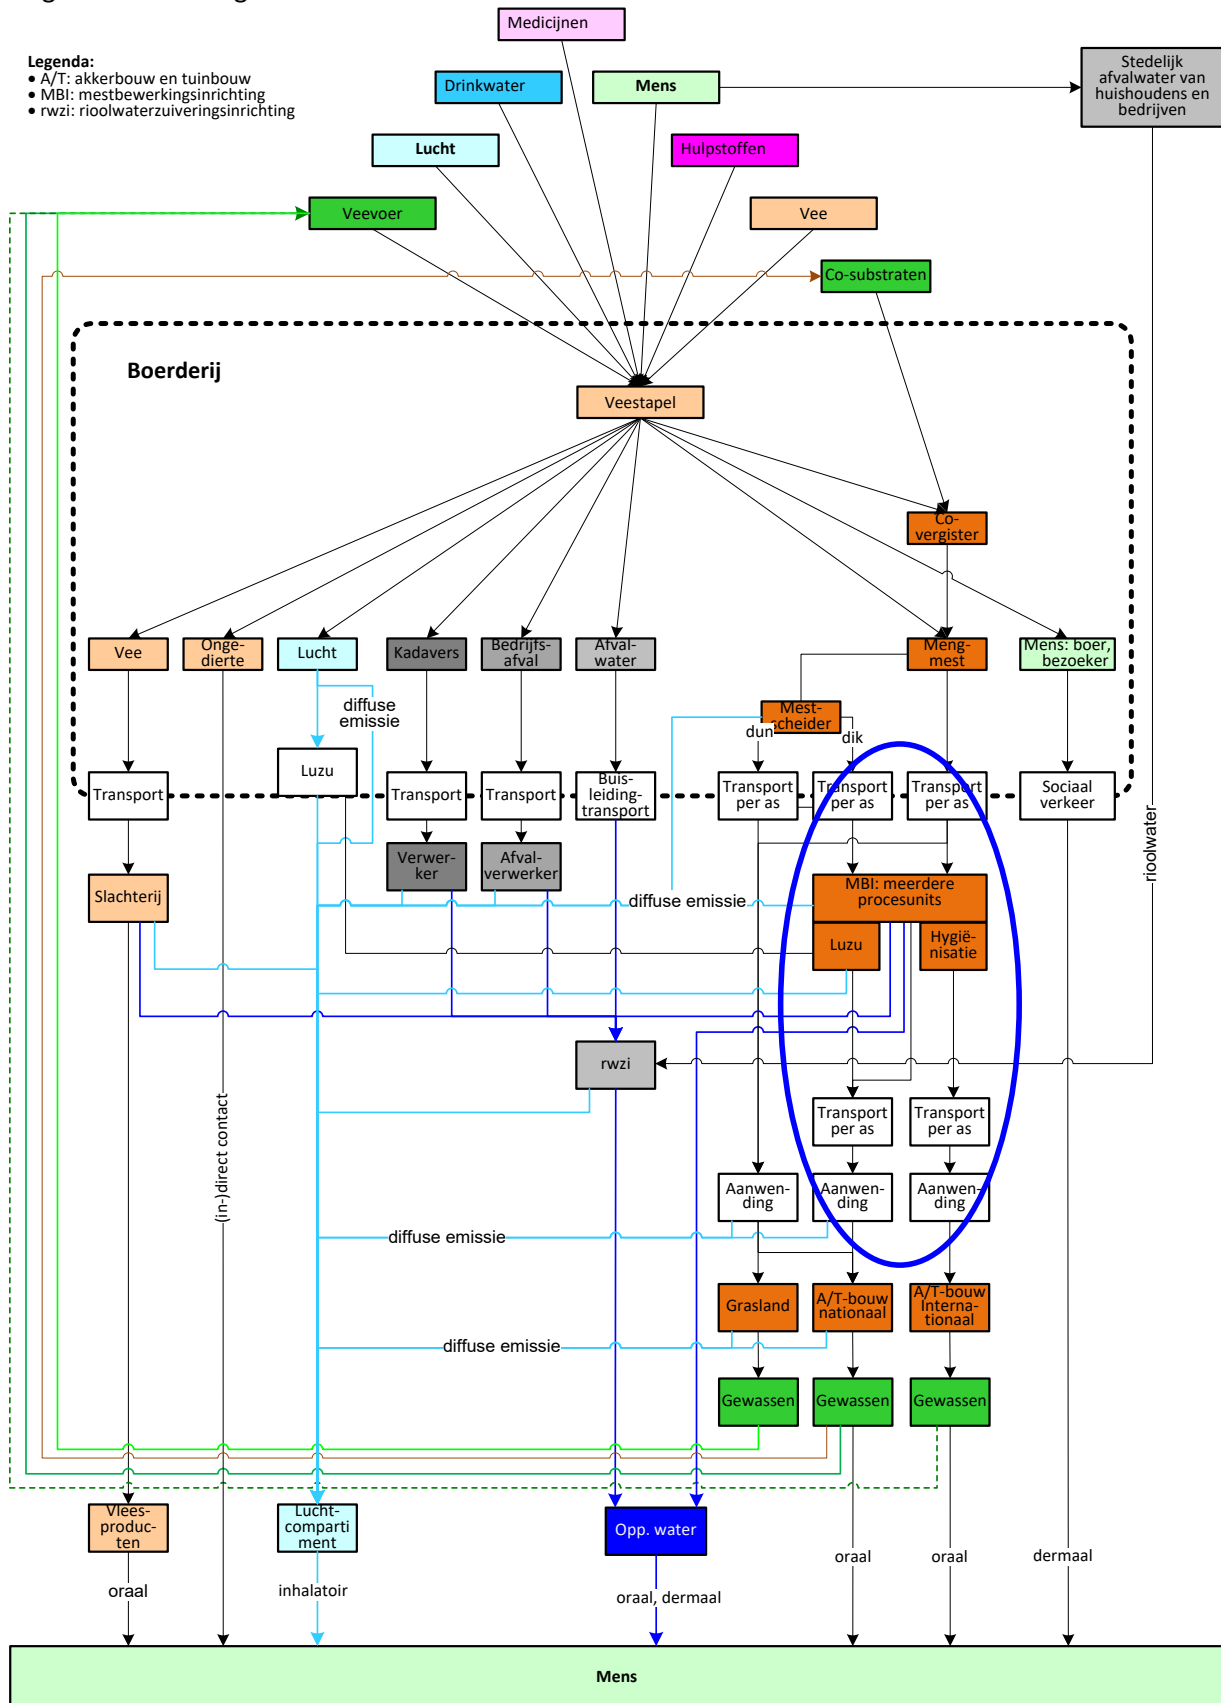 Medicijnen
Legenda:
• A/T: akkerbouw en tuinbouw
• MBI: mestbewerkingsinrichting
• rwzi: rioolwaterzuiveringsinrichting
Stedelijk
afvalwater van
huishoudens en
bedrijven
Drinkwater
Mens
Lucht
Hulpstoffen
Veevoer
Vee
Co-substraten
Boerderij
Veestapel
Co-
vergister
Vee
Onge-
dierte
Lucht
Kadavers
Bedrijfs-
afval
Afval-
water
Meng-
mest
Mens: boer,
bezoeker
diffuse
emissie
Mest-
scheider
dun
dik
Luzu
Transport
Transport
Transport
Buis-
leiding-
transport
Transport
per as
Transport
per as
Transport
per as
Sociaal
verkeer
rioolwater
Verwer-
ker
Afval-
verwerker
Slachterij
diffuse emissie
MBI: meerdere
procesunits
Luzu
Hygië-
nisatie
rwzi
Transport
per as
Transport
per as
(in-)direct contact
Aanwen-
ding
Aanwen-
ding
Aanwen-
ding
diffuse emissie
Grasland
A/T-bouw
nationaal
A/T-bouw
Interna-
tionaal
diffuse emissie
Gewassen
Gewassen
Gewassen
Vlees-
produc-
ten
Lucht-
comparti
ment
Opp. water
oraal
inhalatoir
oraal, dermaal
oraal
oraal
dermaal
Mens